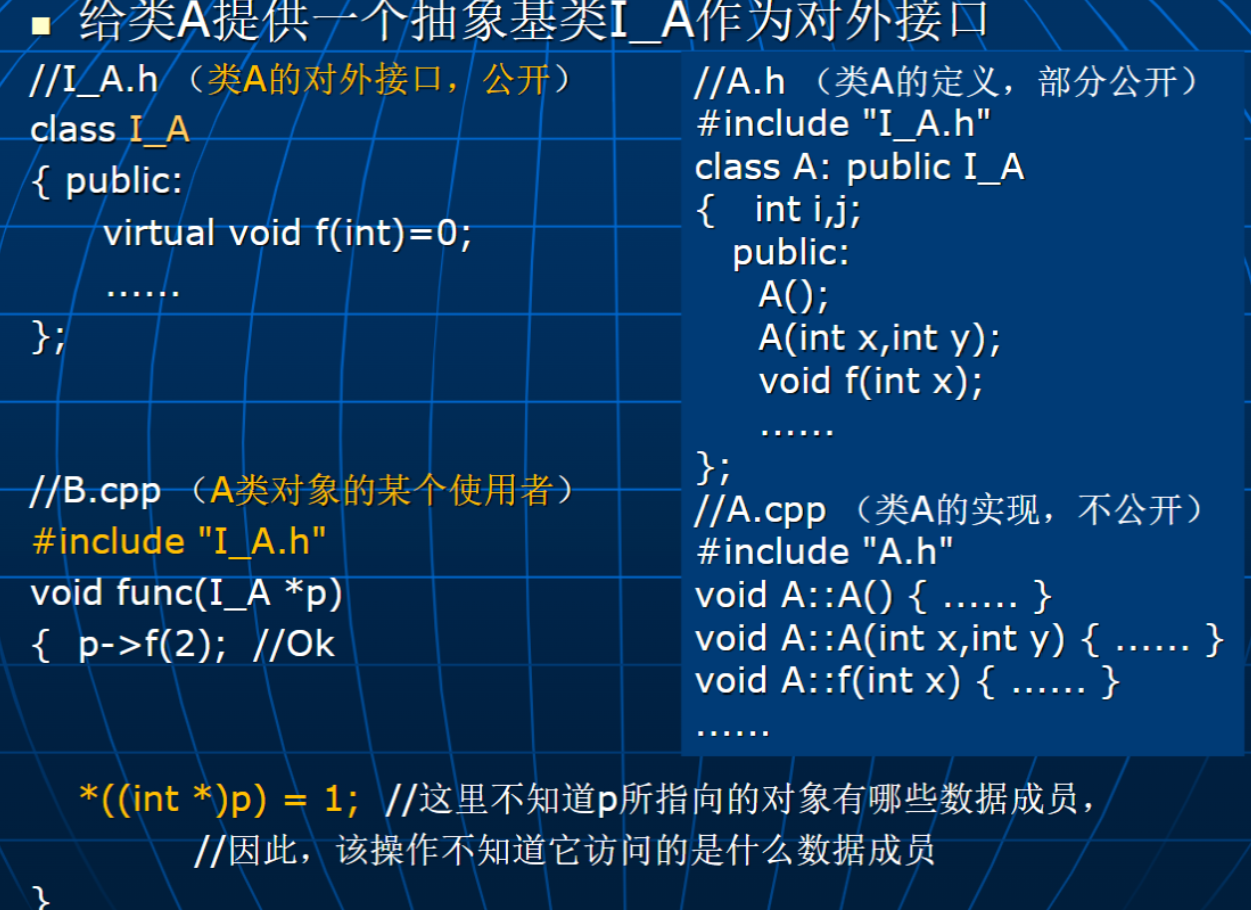 给类A提供一个抽象基类I_A作为对外接口
//I_A.h （类A的对外接口，公开）
class I_A
{ public:
virtual void f(int)=0;
......
};
//B.cpp （A类对象的某个使用者）
#include "I_A.h"
void func(I_A *p)
{ p->f(2); //Ok
*((int *)p) = 1; //这里不知道p所指向的对象有哪些数据成员，
//因此，该操作不知道它访问的是什么数据成员
}
//A.h （类A的定义，部分公开）
#include "I_A.h"
class A: public I_A
{ int i,j;
public:
A();
A(int x,int y);
void f(int x);
......
};
//A.cpp （类A的实现，不公开）
#include "A.h"
void A::A() { ...... }
void A::A(int x,int y) { ...... }
void A::f(int x) { ...... }
......